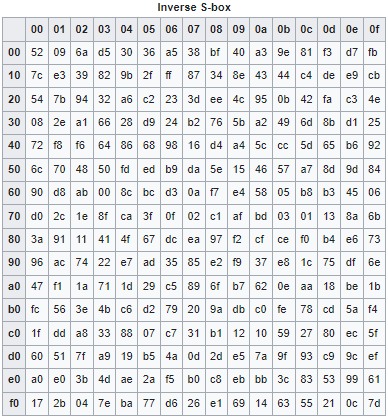 Inverse S-box
00 01 02 03 04 05 06 07 08 09 0a 0b 0c 0d 0e 0f
00 52 09 6a d5 30 36 a5 38 bf 40 a3 9e 81 f3 d7 fb
10 7c e3 39 82 9b 2f ff 87 34 8e 43 44 c4 de e9 cb
20 54 7b 94 32 a6 c2 23 3d ee 4c 95 0b 42 fa c3 4e
30 08 2e a1 66 28 d9 24 b2 76 5b a2 49 6d 8b d1 25
40 72 f8 f6 64 86 68 98 16 d4 a4 5c cc 5d 65 b6 92
50 6c 70 48 50 fd ed b9 da 5e 15 46 57 a7 8d 9d 84
60 90 d8 ab 00 8c bc d3 0a f7 e4 58 05 b8 b3 45 06
70 d0 2c 1e 8f ca 3f 0f 02 c1 af bd 03 01 13 8a 6b
80 3a 91 11 41 4f 67 dc ea 97 f2 cf ce f0 b4 e6 73
90 96 ac 74 22 e7 ad 35 85 e2 f9 37 e8 1c 75 df 6e
a0 47 f1 1a 71 1d 29 c5 89 6f b7 62 0e aa 18 be 1b
b0 fc 56 3e 4b c6 d2 79 20 9a db c0 fe 78 cd 5a f4
c0 1f dd a8 33 88 07 c7 31 b1 12 10 59 27 80 ec 5f
d0 60 51 7f a9 19 b5 4a 0d 2d e5 7a 9f 93 c9 9c ef
e0 a0 e0 3b 4d ae 2a f5 b0 c8 eb bb 3c 83 53 99 61
f0 17 2b 04 7e ba 77 d6 26 e1 69 14 63 55 21 0c 7d